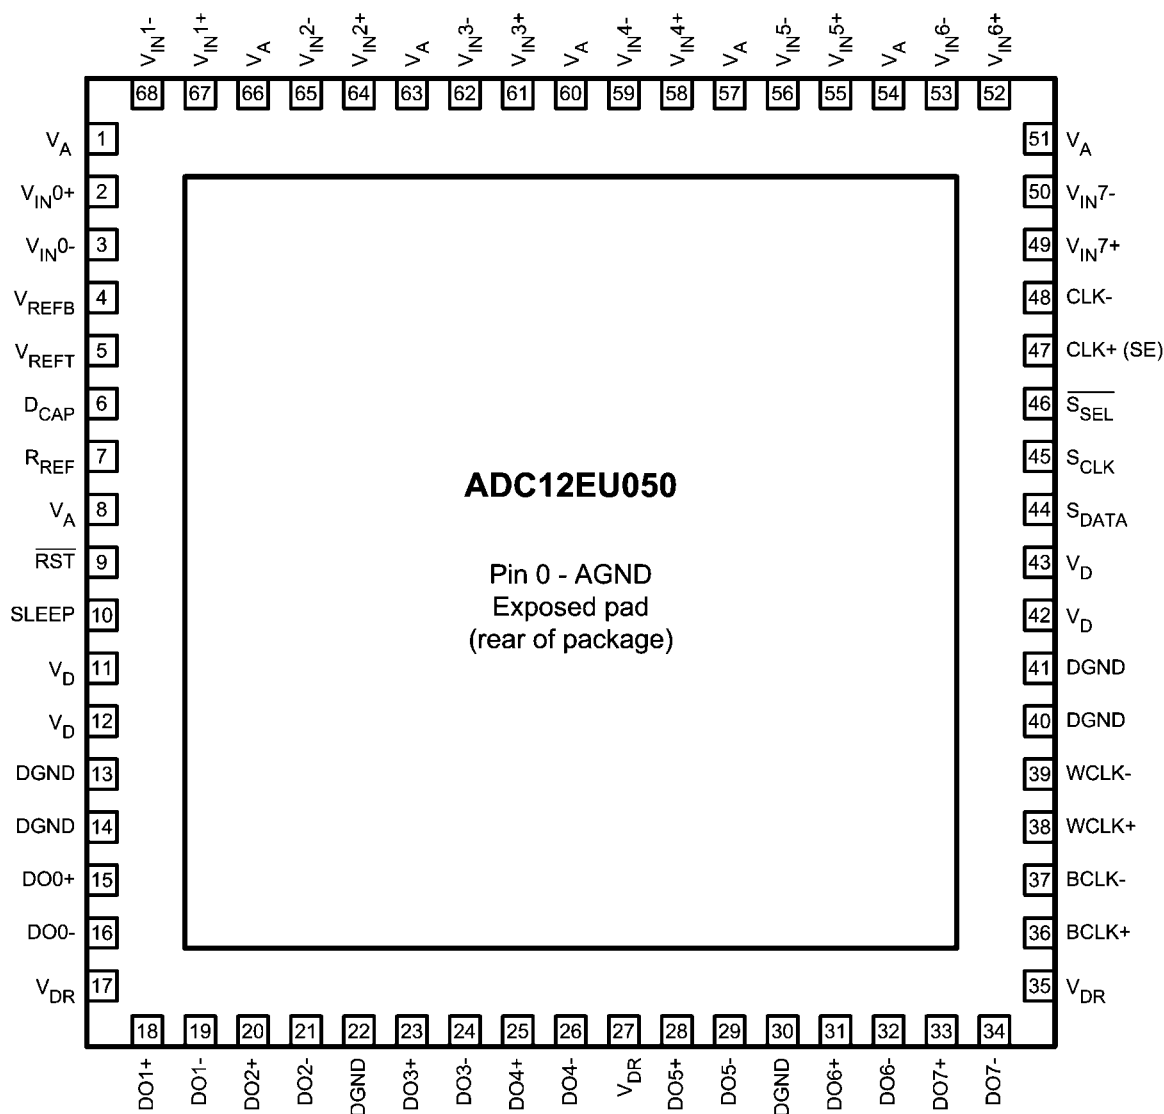 VIN1-
VIN1+
VA
VIN2-
VIN2+
VA
VIN3-
VIN3+
VA
VIN4-
VIN4+
VA
VIN5-
VIN5+
VA
VIN6-
VIN6+
68 67 66 65 64 63 62 61 60 59 58 57 56 55 54 53 52
VA 1
VIN0+ 2
VIN0- 3
VREFB 4
VREFT 5
DCAP 6
RREF 7
VA 8
RST 9
SLEEP 10
VD 11
VD 12
DGND 13
DGND 14
DO0+ 15
DO0- 16
VDR 17
ADC12EU050
Pin 0 - AGND
Exposed pad
(rear of package)
51 VA
50 VIN7-
49 VIN7+
48 CLK-
47 CLK+ (SE)
46 SSEL
45 SCLK
44 SDATA
43 VD
42 VD
41 DGND
40 DGND
39 WCLK-
38 WCLK+
37 BCLK-
36 BCLK+
35 VDR
18 19 20 21 22 23 24 25 26 27 28 29 30 31 32 33 34
DO1+
DO1-
DO2+
DO2-
DGND
DO3+
DO3-
DO4+
DO4-
VDR
DO5+
DO5-
DGND
DO6+
DO6-
DO7+
DO7-